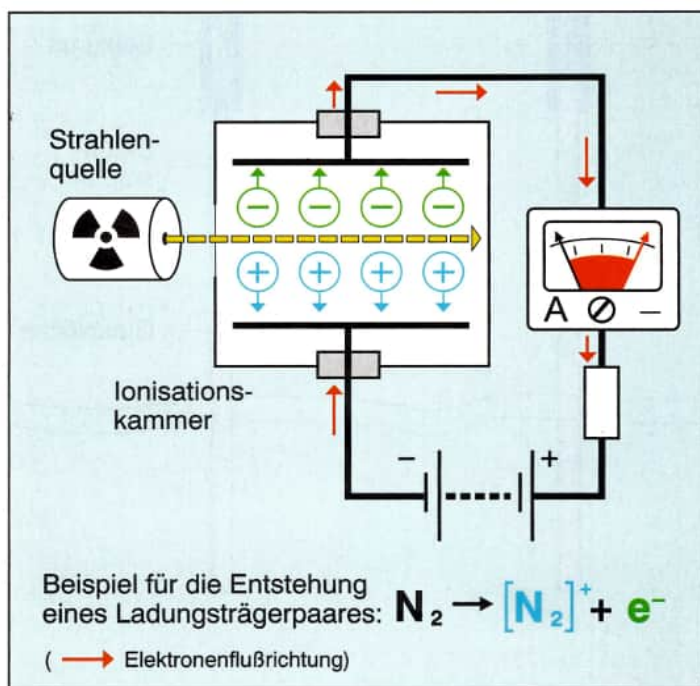 Strahlen-
quelle
A –
Ionisations-
kammer
– +
Beispiel für die Entstehung
eines Ladungsträgerpaares: N₂ → [N₂]⁺ + e⁻
( → Elektronenflußrichtung)